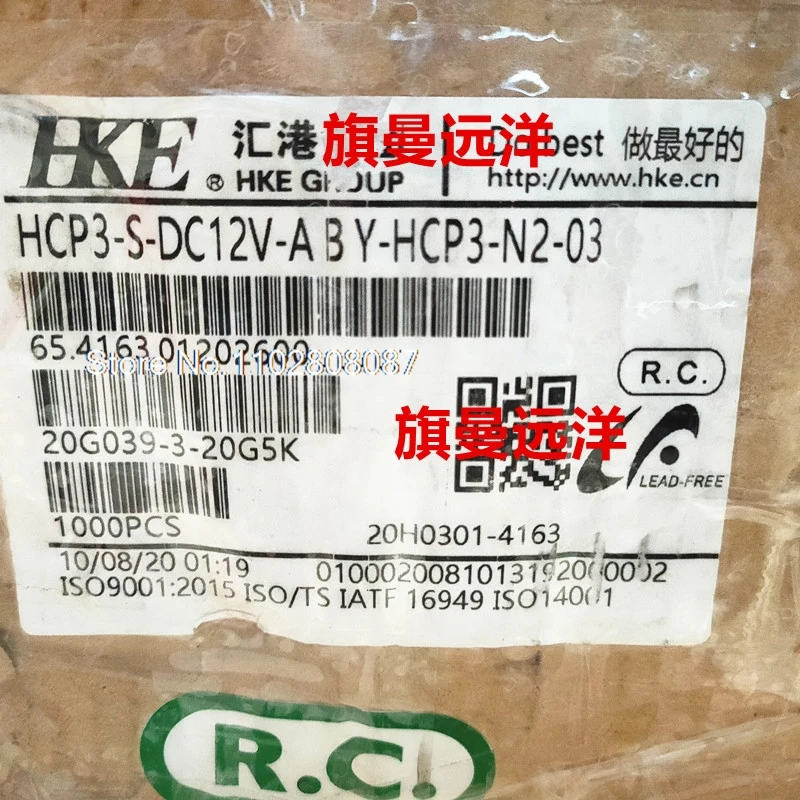 HKE 汇港 旗曼远洋 best 做最好的
® HKE GROUP http://www.hke.cn
HCP3-S-DC12V-A B Y-HCP3-N2-03
65.4163.01202600
Store No. 1102808087
R.C.
旗曼远洋
20G039-3-20G5K
LEAD-FREE
1000PCS 20H0301-4163
10/08/20 01:19
ISO9001:2015 ISO/TS IATF 16949 ISO14001
R.C.